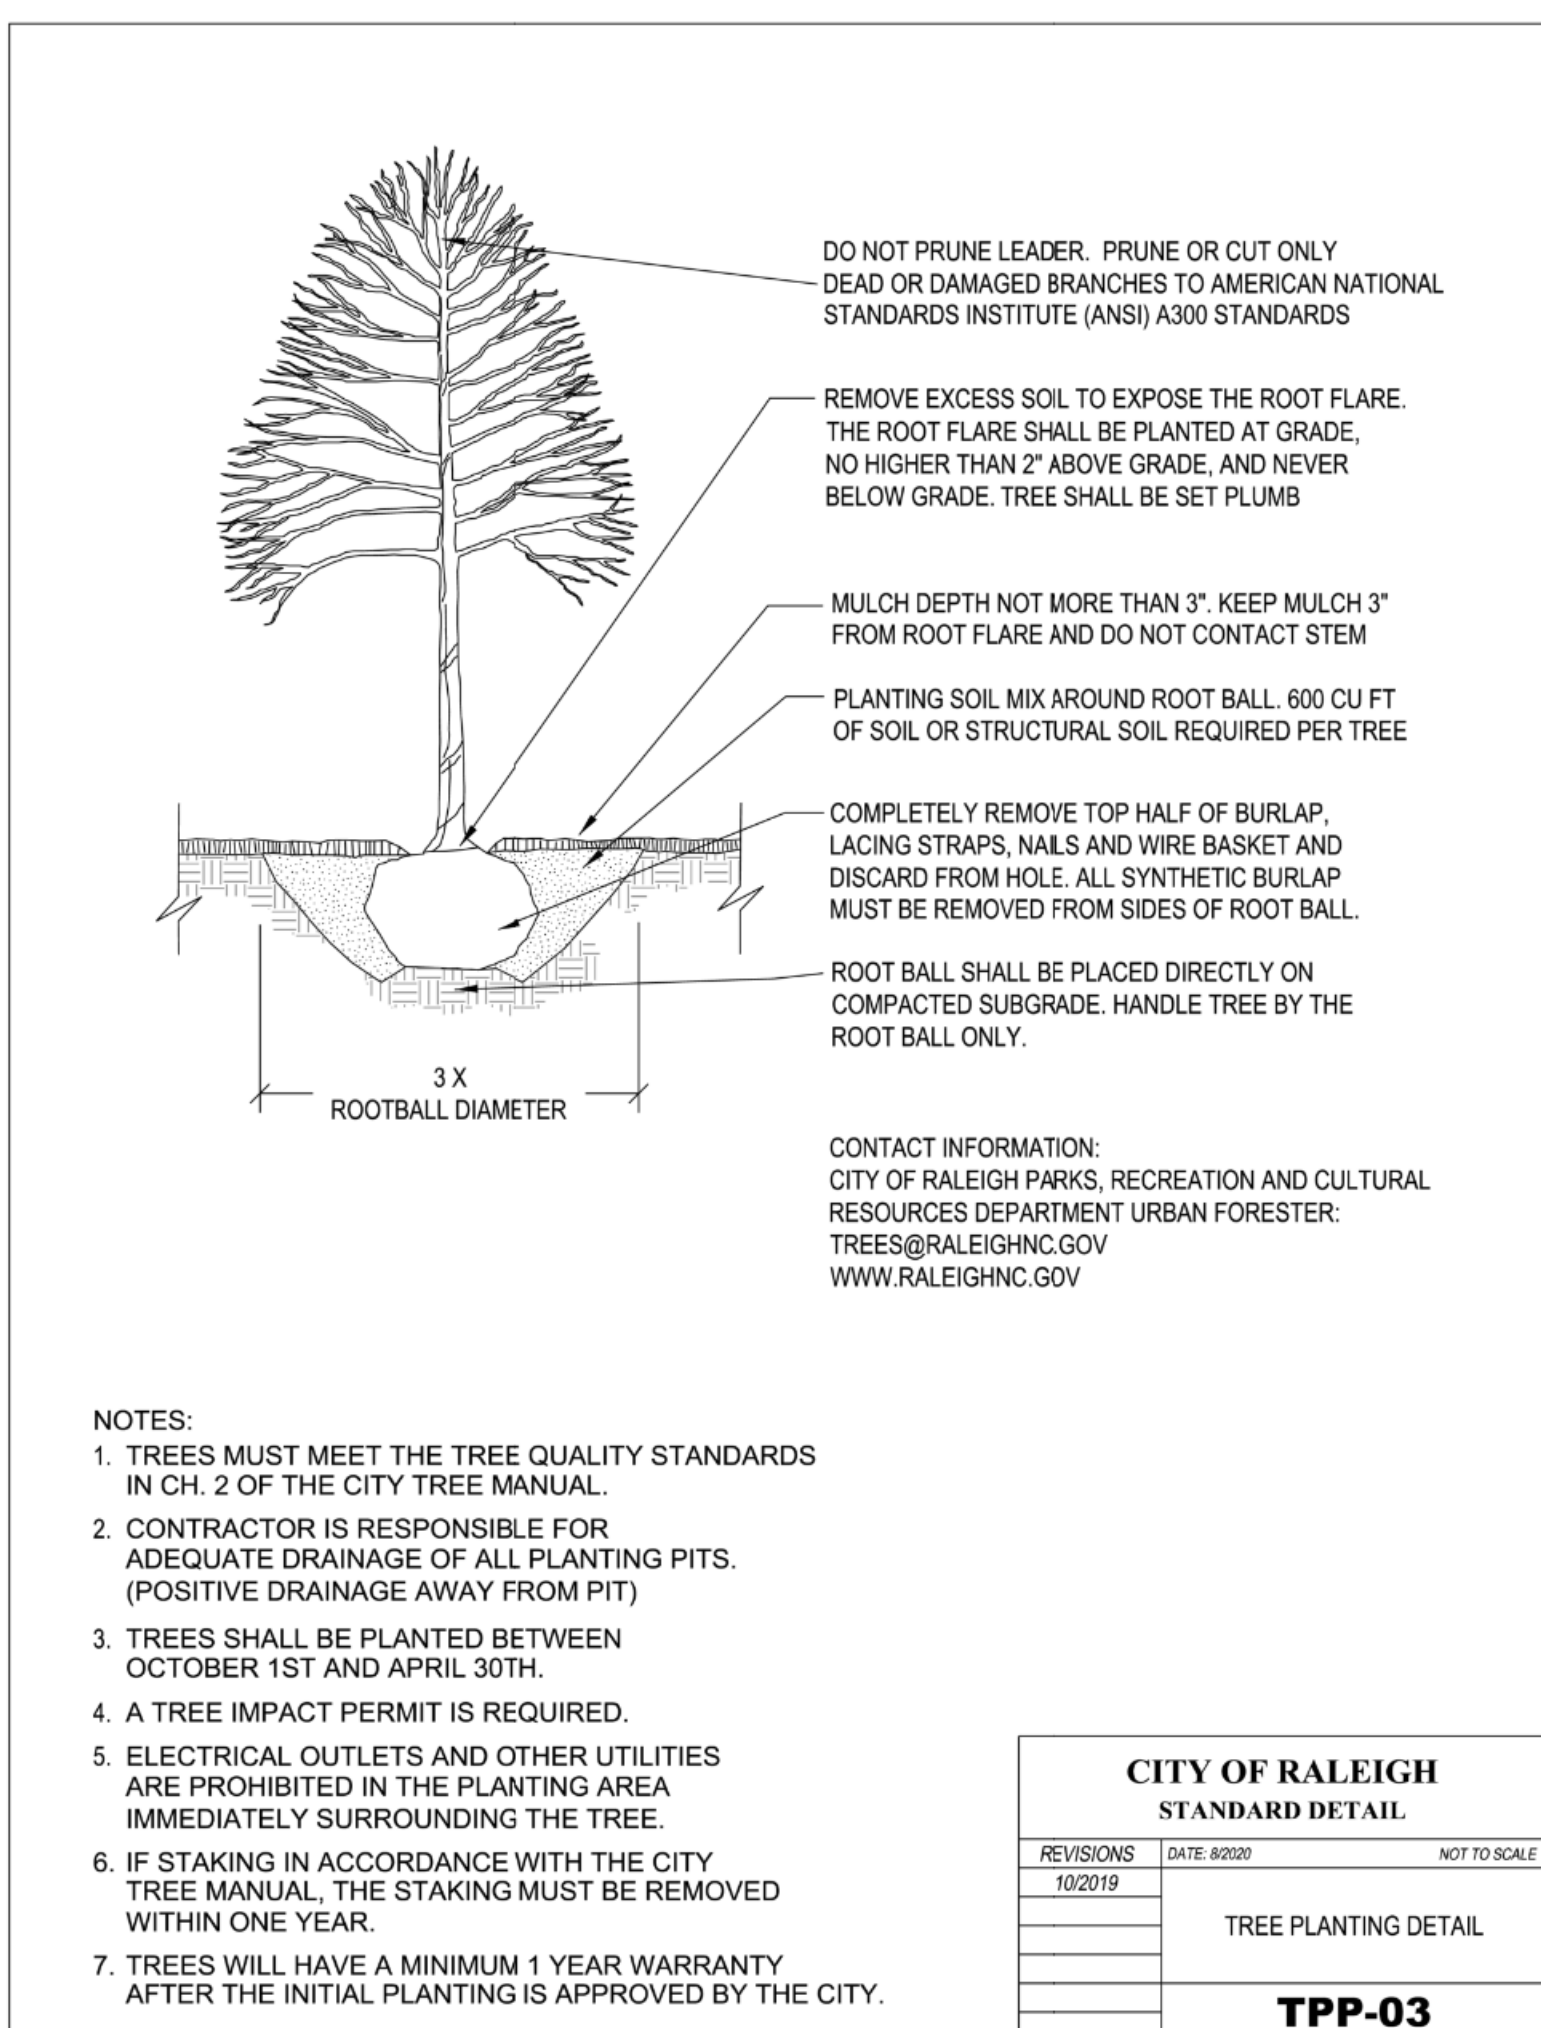 DO NOT PRUNE LEADER. PRUNE OR CUT ONLY
DEAD OR DAMAGED BRANCHES TO AMERICAN NATIONAL
STANDARDS INSTITUTE (ANSI) A300 STANDARDS
REMOVE EXCESS SOIL TO EXPOSE THE ROOT FLARE.
THE ROOT FLARE SHALL BE PLANTED AT GRADE,
NO HIGHER THAN 2" ABOVE GRADE, AND NEVER
BELOW GRADE. TREE SHALL BE SET PLUMB
MULCH DEPTH NOT MORE THAN 3". KEEP MULCH 3"
FROM ROOT FLARE AND DO NOT CONTACT STEM
PLANTING SOIL MIX AROUND ROOT BALL. 600 CU FT
OF SOIL OR STRUCTURAL SOIL REQUIRED PER TREE
COMPLETELY REMOVE TOP HALF OF BURLAP,
LACING STRAPS, NAILS AND WIRE BASKET AND
DISCARD FROM HOLE. ALL SYNTHETIC BURLAP
MUST BE REMOVED FROM SIDES OF ROOT BALL.
ROOT BALL SHALL BE PLACED DIRECTLY ON
COMPACTED SUBGRADE. HANDLE TREE BY THE
ROOT BALL ONLY.
3 X
ROOTBALL DIAMETER
CONTACT INFORMATION:
CITY OF RALEIGH PARKS, RECREATION AND CULTURAL
RESOURCES DEPARTMENT URBAN FORESTER:
TREES@RALEIGHNC.GOV
WWW.RALEIGHNC.GOV
NOTES:
1. TREES MUST MEET THE TREE QUALITY STANDARDS
IN CH. 2 OF THE CITY TREE MANUAL.
2. CONTRACTOR IS RESPONSIBLE FOR
ADEQUATE DRAINAGE OF ALL PLANTING PITS.
(POSITIVE DRAINAGE AWAY FROM PIT)
3. TREES SHALL BE PLANTED BETWEEN
OCTOBER 1ST AND APRIL 30TH.
4. A TREE IMPACT PERMIT IS REQUIRED.
5. ELECTRICAL OUTLETS AND OTHER UTILITIES
ARE PROHIBITED IN THE PLANTING AREA
IMMEDIATELY SURROUNDING THE TREE.
6. IF STAKING IN ACCORDANCE WITH THE CITY
TREE MANUAL, THE STAKING MUST BE REMOVED
WITHIN ONE YEAR.
7. TREES WILL HAVE A MINIMUM 1 YEAR WARRANTY
AFTER THE INITIAL PLANTING IS APPROVED BY THE CITY.
CITY OF RALEIGH
STANDARD DETAIL
REVISIONS DATE: 8/2020 NOT TO SCALE
10/2019
TREE PLANTING DETAIL
TPP-03